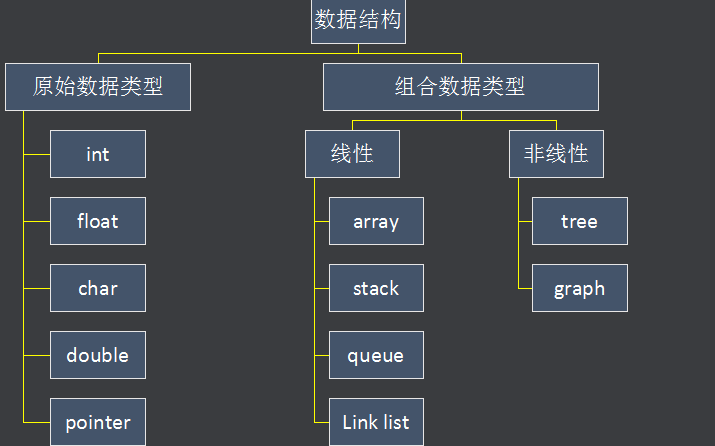 数据结构
原始数据类型
组合数据类型
int
float
char
double
pointer
线性
非线性
array
stack
queue
Link list
tree
graph